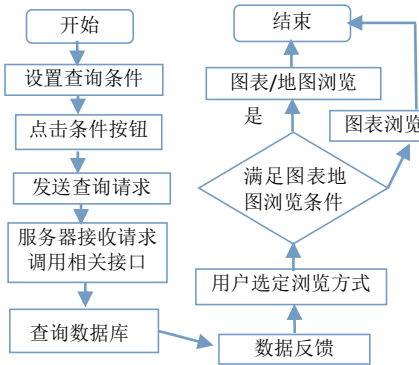 开始
设置查询条件
点击条件按钮
发送查询请求
服务器接收请求
调用相关接口
查询数据库
数据反馈
用户选定浏览方式
满足图表地
图浏览条件
是
图表/地图浏览
图表浏览
结束